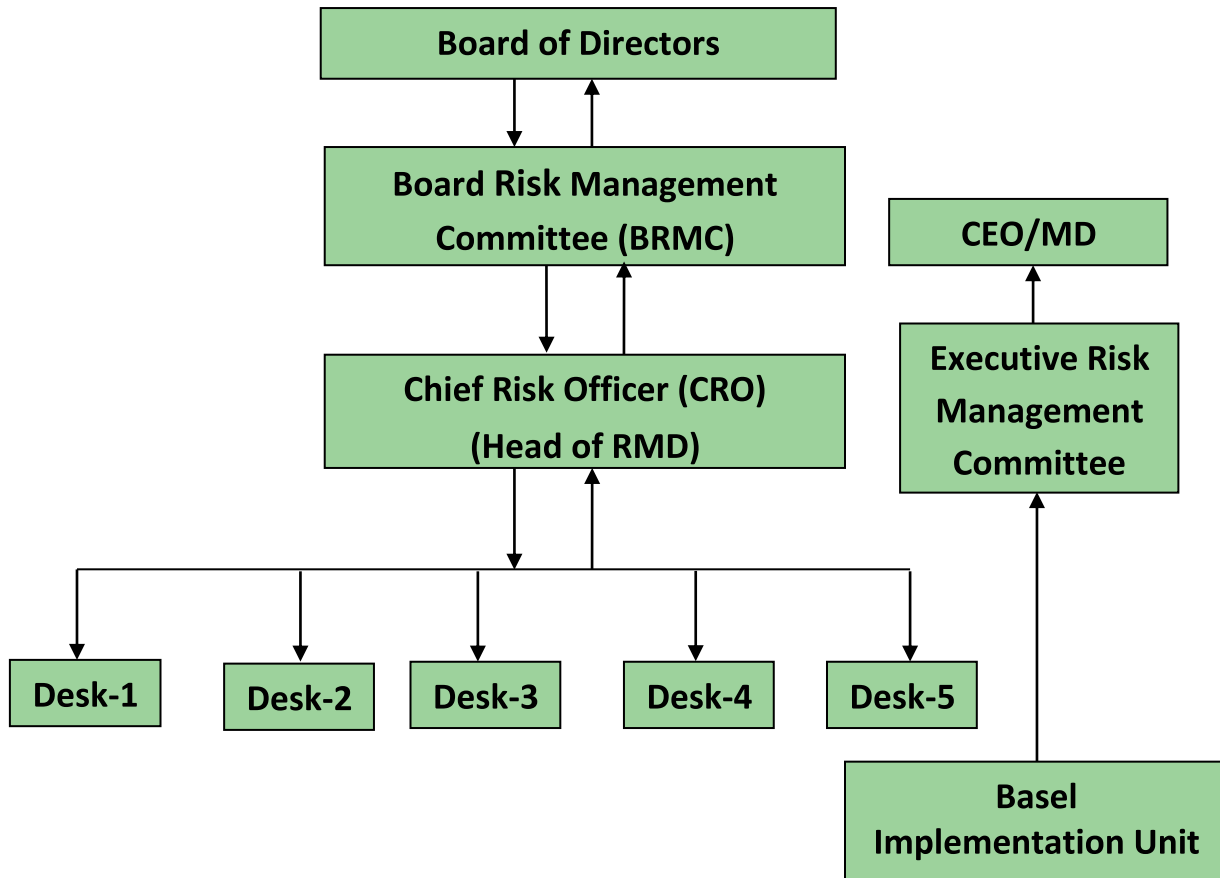 Board of Directors
Board Risk Management
Committee (BRMC)
CEO/MD
Executive Risk
Management
Committee
Chief Risk Officer (CRO)
(Head of RMD)
Desk-1
Desk-2
Desk-3
Desk-4
Desk-5
Basel
Implementation Unit